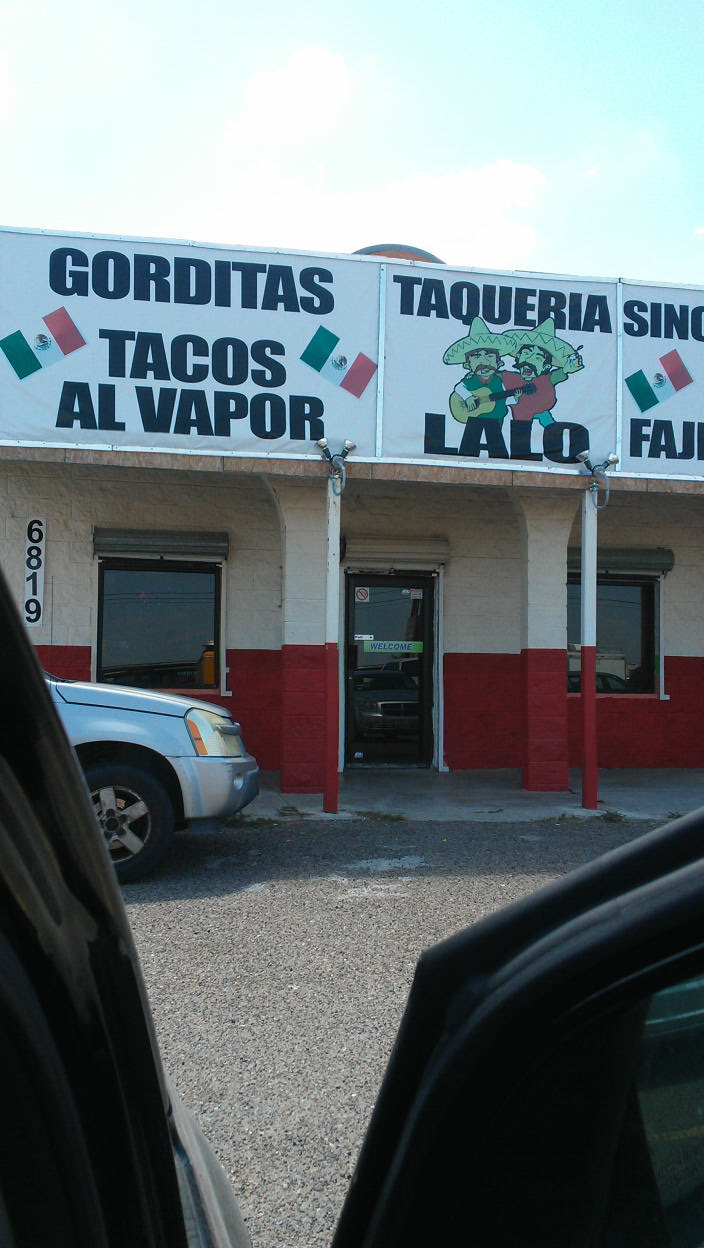 GORDITAS
TACOS
AL VAPOR
TAQUERIA
LALO
6819
WELCOME